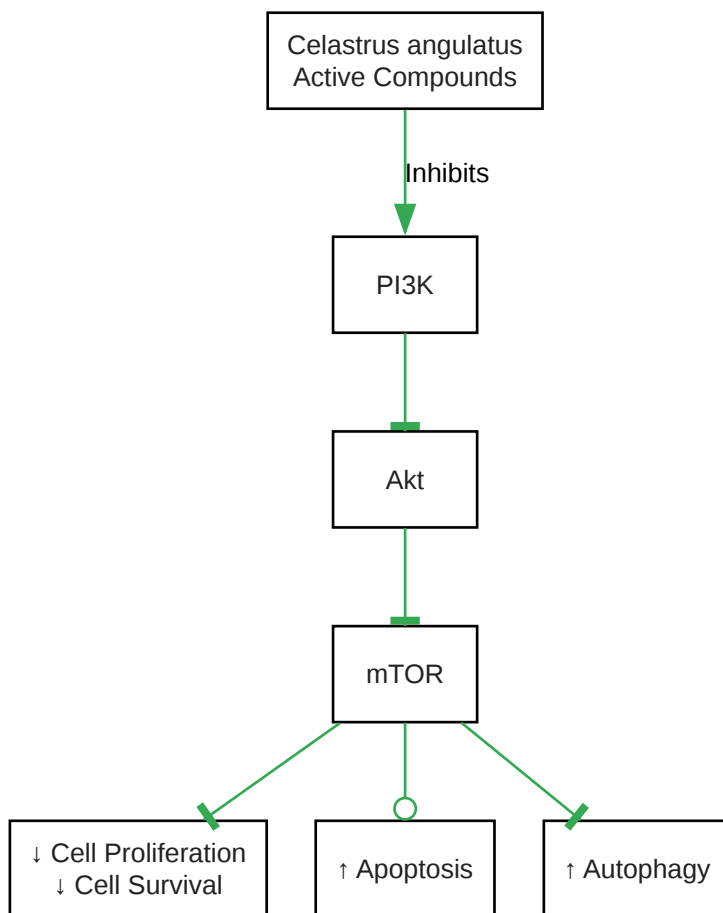 Celastrus angulatus
Active Compounds
Inhibits
PI3K
Akt
mTOR
↓ Cell Proliferation
↓ Cell Survival
↑ Apoptosis
↑ Autophagy